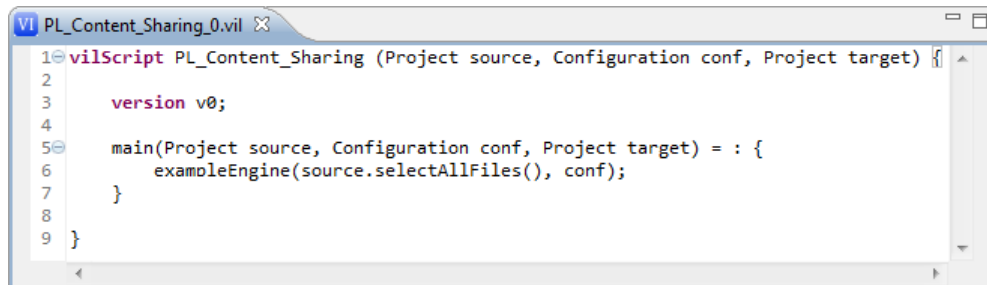 VI PL_Content_Sharing_0.vil
1 vilScript PL_Content_Sharing (Project source, Configuration conf, Project target) {
2
3     version v0;
4
5     main(Project source, Configuration conf, Project target) = : {
6         exampleEngine(source.selectAllFiles(), conf);
7     }
8
9 }